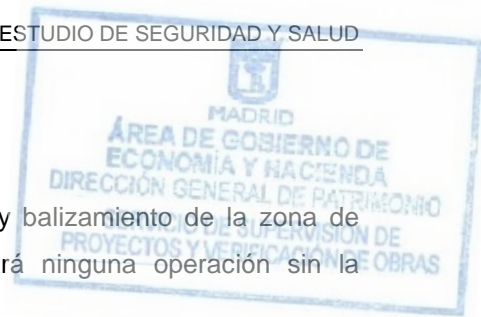 ESTUDIO DE SEGURIDAD Y SALUD
MADRID
ÁREA DE GOBIERNO DE
ECONOMÍA Y HACIENDA
DIRECCIÓN GENERAL DE PATRIMONIO
SERVICIO DE SUPERVISIÓN DE
PROYECTOS Y VERIFICACIÓN DE OBRAS
y balizamiento de la zona de
rá ninguna operación sin la